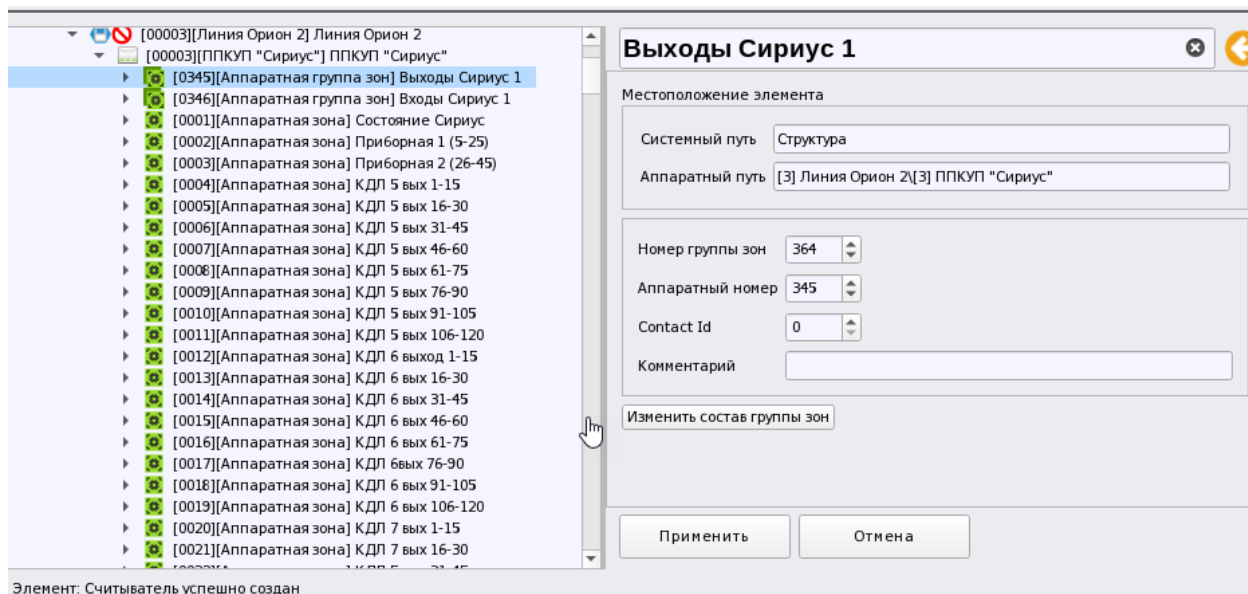 [00003][Линия Орион 2] Линия Орион 2
[00003][ППКУП "Сириус"] ППКУП "Сириус"
[0345][Аппаратная группа зон] Выходы Сириус 1
[0346][Аппаратная группа зон] Входы Сириус 1
[0001][Аппаратная зона] Состояние Сириус
[0002][Аппаратная зона] Приборная 1 (5-25)
[0003][Аппаратная зона] Приборная 2 (26-45)
[0004][Аппаратная зона] КДЛ 5 вых 1-15
[0005][Аппаратная зона] КДЛ 5 вых 16-30
[0006][Аппаратная зона] КДЛ 5 вых 31-45
[0007][Аппаратная зона] КДЛ 5 вых 46-60
[0008][Аппаратная зона] КДЛ 5 вых 61-75
[0009][Аппаратная зона] КДЛ 5 вых 76-90
[0010][Аппаратная зона] КДЛ 5 вых 91-105
[0011][Аппаратная зона] КДЛ 5 вых 106-120
[0012][Аппаратная зона] КДЛ 6 выход 1-15
[0013][Аппаратная зона] КДЛ 6 вых 16-30
[0014][Аппаратная зона] КДЛ 6 вых 31-45
[0015][Аппаратная зона] КДЛ 6 вых 46-60
[0016][Аппаратная зона] КДЛ 6 вых 61-75
[0017][Аппаратная зона] КДЛ 6вых 76-90
[0018][Аппаратная зона] КДЛ 6 вых 91-105
[0019][Аппаратная зона] КДЛ 6 вых 106-120
[0020][Аппаратная зона] КДЛ 7 вых 1-15
[0021][Аппаратная зона] КДЛ 7 вых 16-30
Выходы Сириус 1
Местоположение элемента
Системный путь Структура
Аппаратный путь [3] Линия Орион 2\[3] ППКУП "Сириус"
Номер группы зон 364
Аппаратный номер 345
Contact Id 0
Комментарий
Изменить состав группы зон
Применить Отмена
Элемент: Считыватель успешно создан